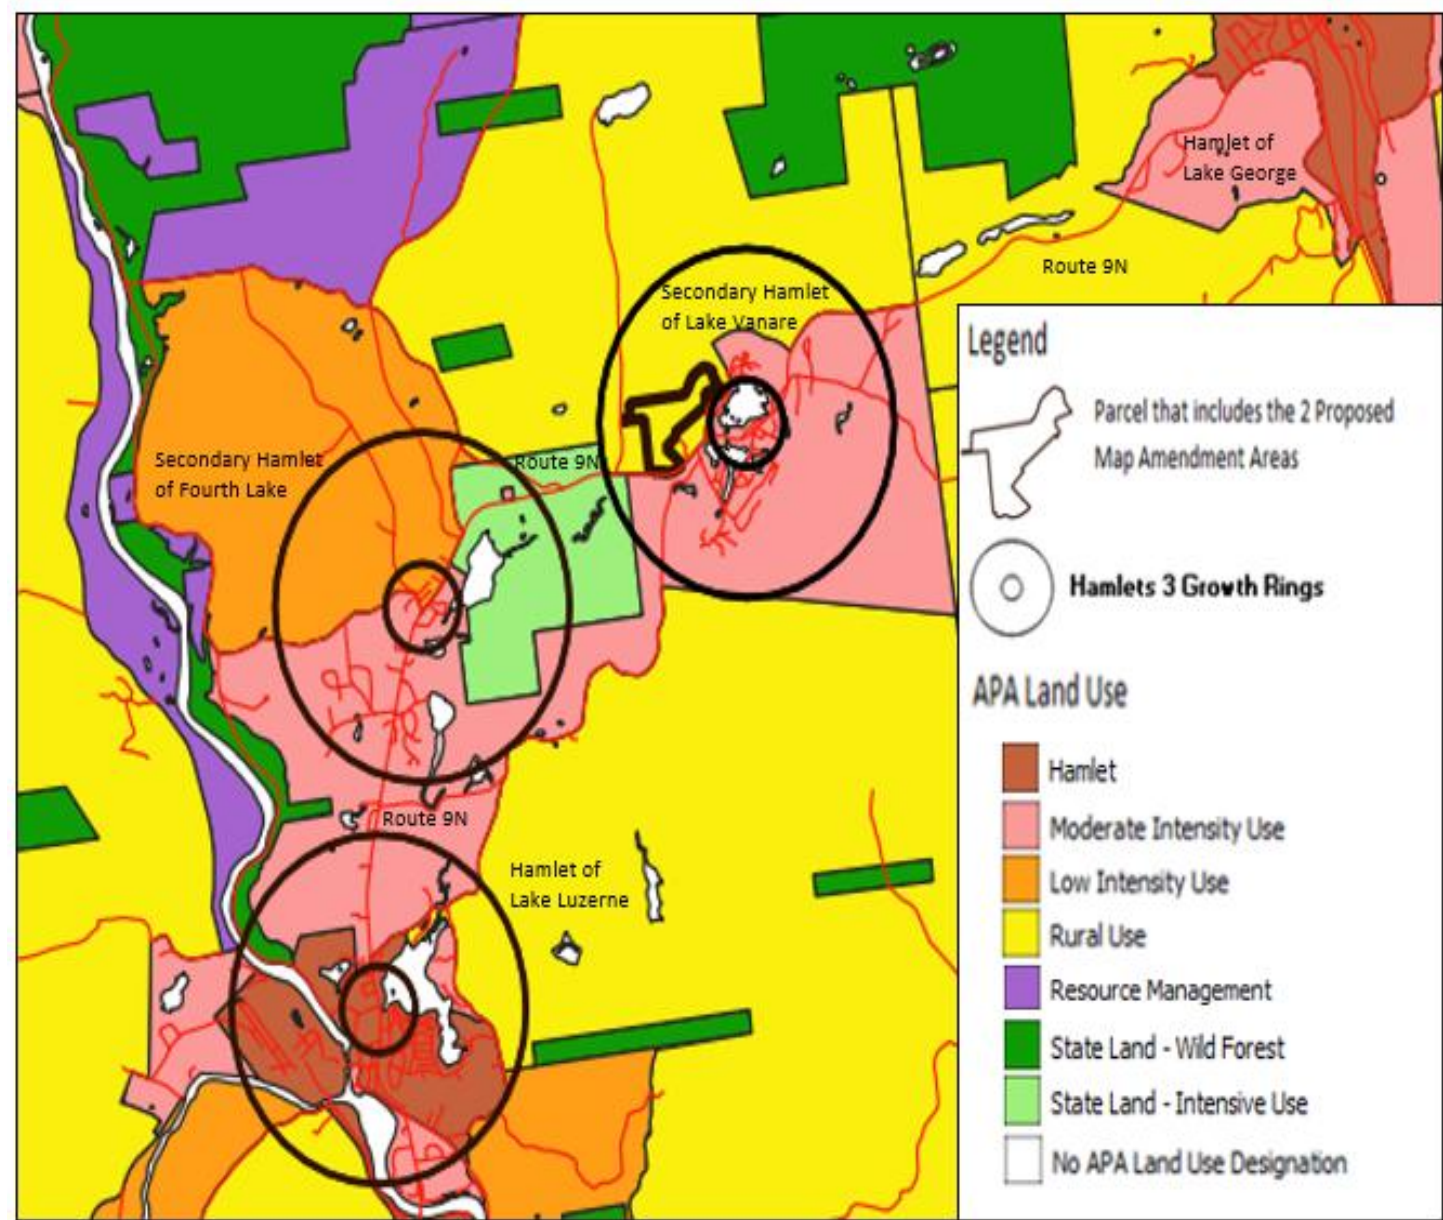 Hamlet of
Lake George
Route 9N
Secondary Hamlet
of Lake Vanare
Secondary Hamlet
of Fourth Lake
Route 9N
Route 9N
Hamlet of
Lake Luzerne
Legend
Parcel that includes the 2 Proposed
Map Amendment Areas
Hamlets 3 Growth Rings
APA Land Use
Hamlet
Moderate Intensity Use
Low Intensity Use
Rural Use
Resource Management
State Land - Wild Forest
State Land - Intensive Use
No APA Land Use Designation